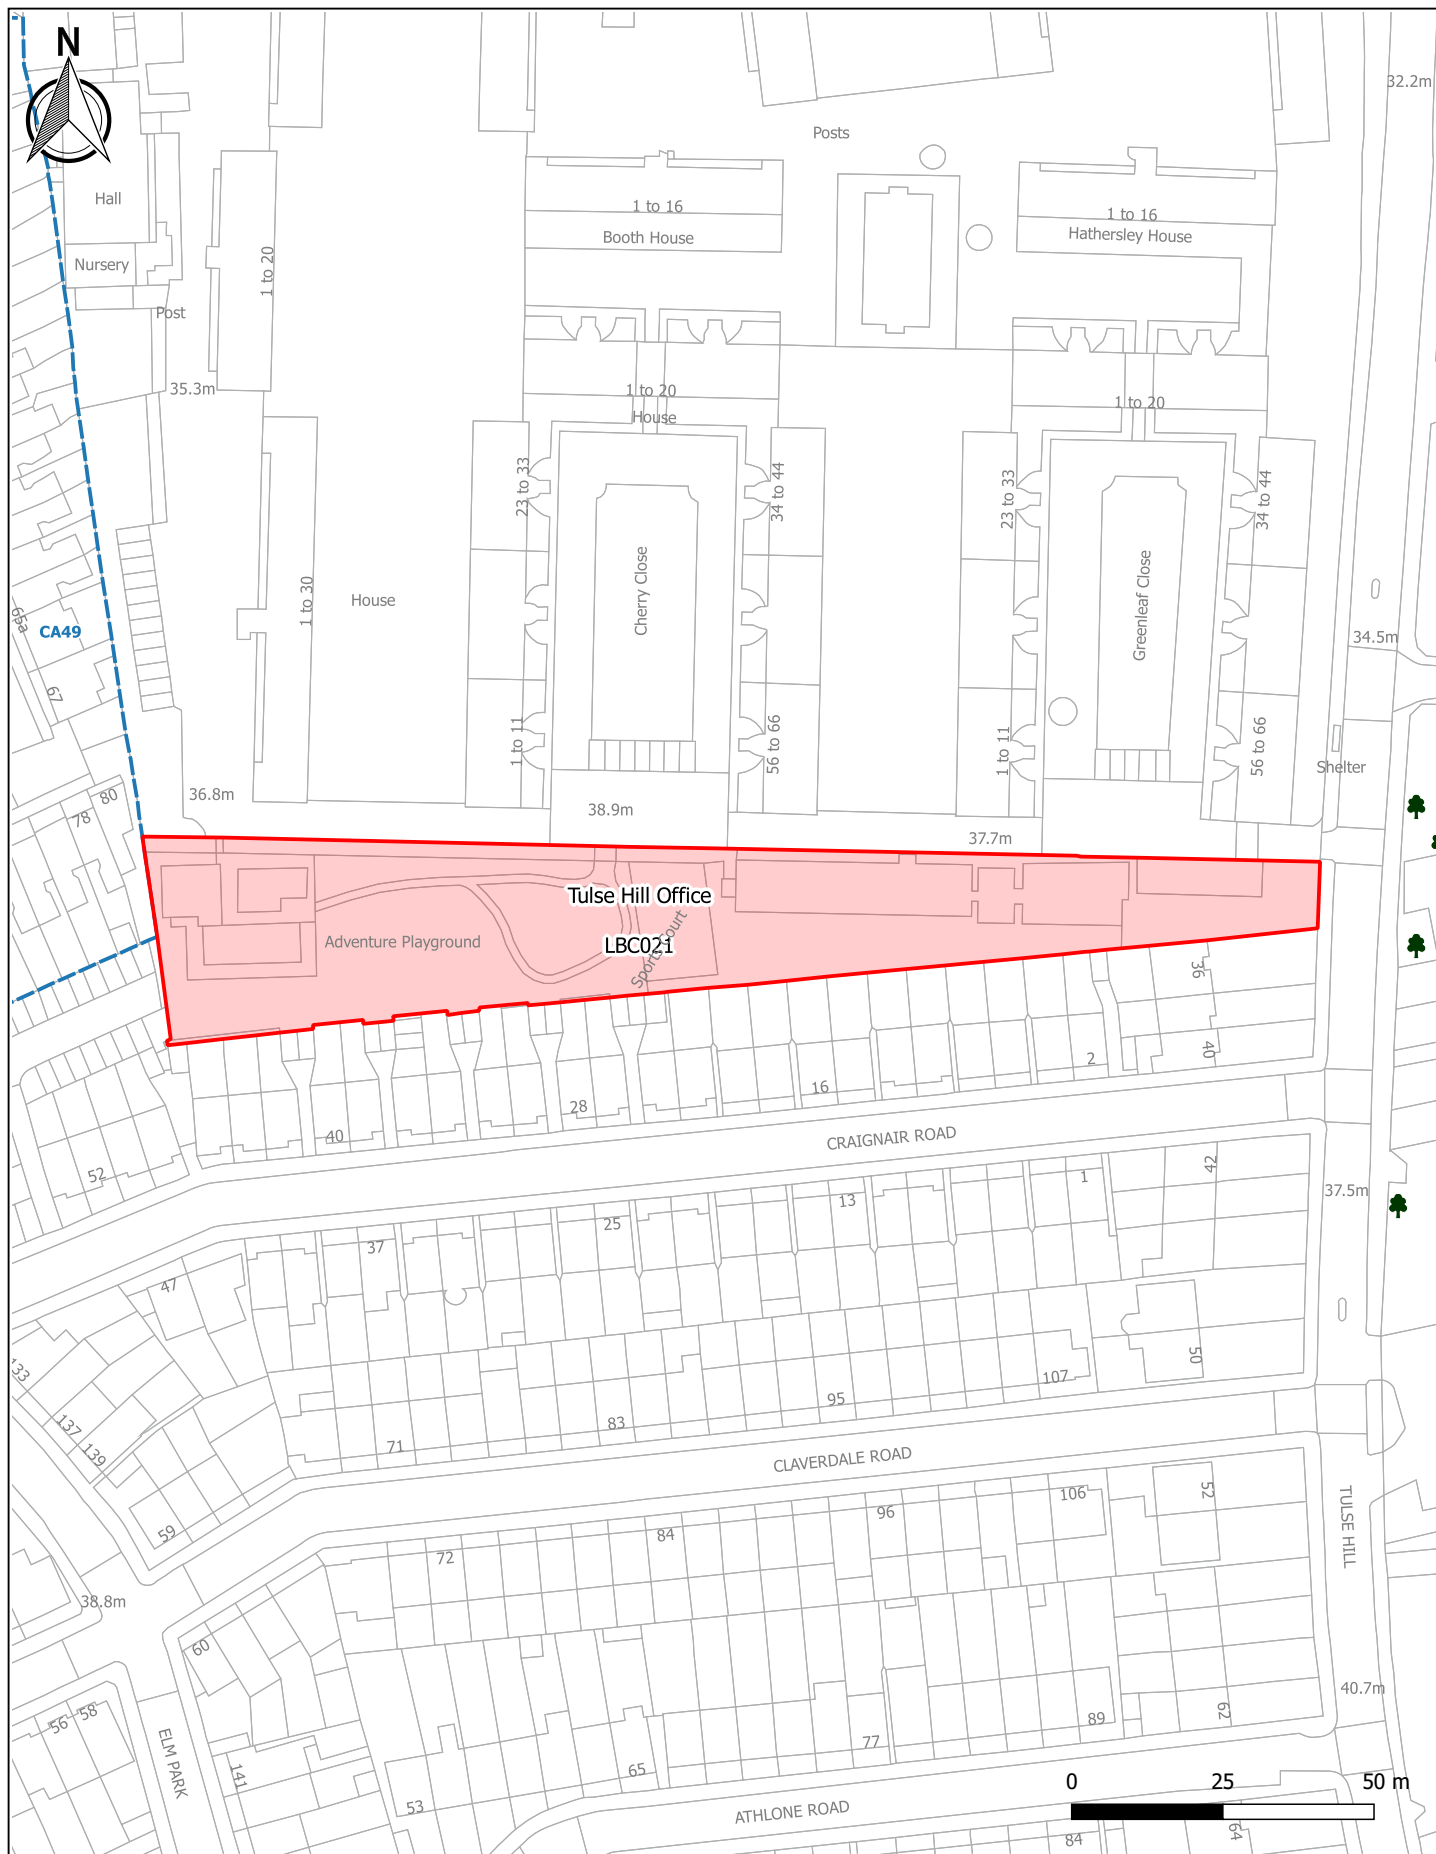 N
32.2m
Posts
Hall
1 to 16
Booth House
1 to 16
Hathersley House
Nursery
1 to 20
Post
35.3m
1 to 20
House
1 to 20
23 to 33
34 to 44
23 to 33
34 to 44
Cherry Close
Greenleaf Close
1 to 30
House
65a
CA49
34.5m
67
1 to 11
56 to 66
1 to 11
56 to 66
Shelter
36.8m
80
78
38.9m
37.7m
Tulse Hill Office
Adventure Playground
LBC021
Sports Court
36
40
2
16
28
40
CRAIGNAIR ROAD
52
42
1
37.5m
13
25
37
47
50
133
107
95
137
83
139
71
CLAVERDALE ROAD
52
106
96
TULSE HILL
59
84
72
38.8m
60
40.7m
62
89
58
56
77
ELM PARK
141
65
0 25 50 m
53
ATHLONE ROAD
64
84